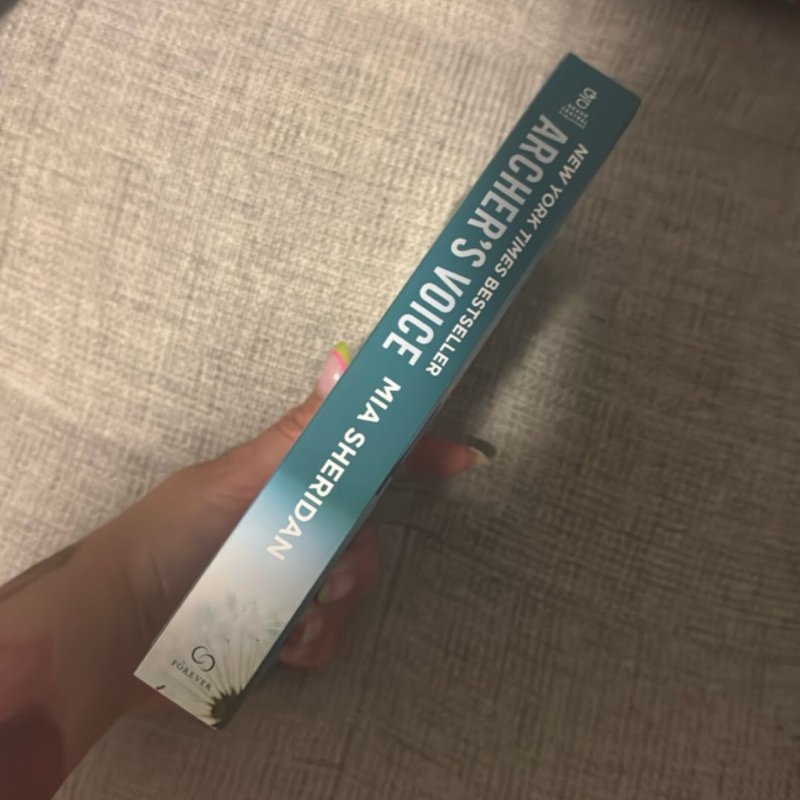 NEW YORK TIMES BESTSELLER
ARCHER'S VOICE
MIA SHERIDAN
FOREVER